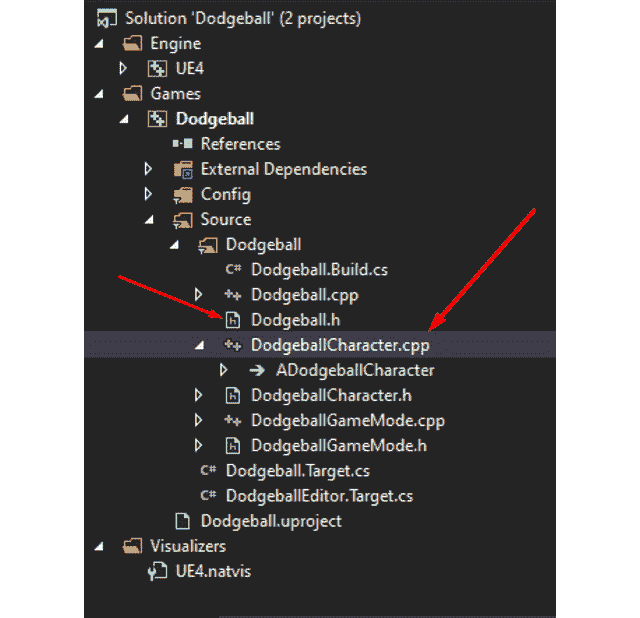 Solution 'Dodgeball' (2 projects)
Engine
UE4
Games
Dodgeball
References
External Dependencies
Config
Source
Dodgeball
C# Dodgeball.Build.cs
++ Dodgeball.cpp
h Dodgeball.h
++ DodgeballCharacter.cpp
ADodgeballCharacter
h DodgeballCharacter.h
++ DodgeballGameMode.cpp
h DodgeballGameMode.h
C# Dodgeball.Target.cs
C# DodgeballEditor.Target.cs
Dodgeball.uproject
Visualizers
UE4.natvis